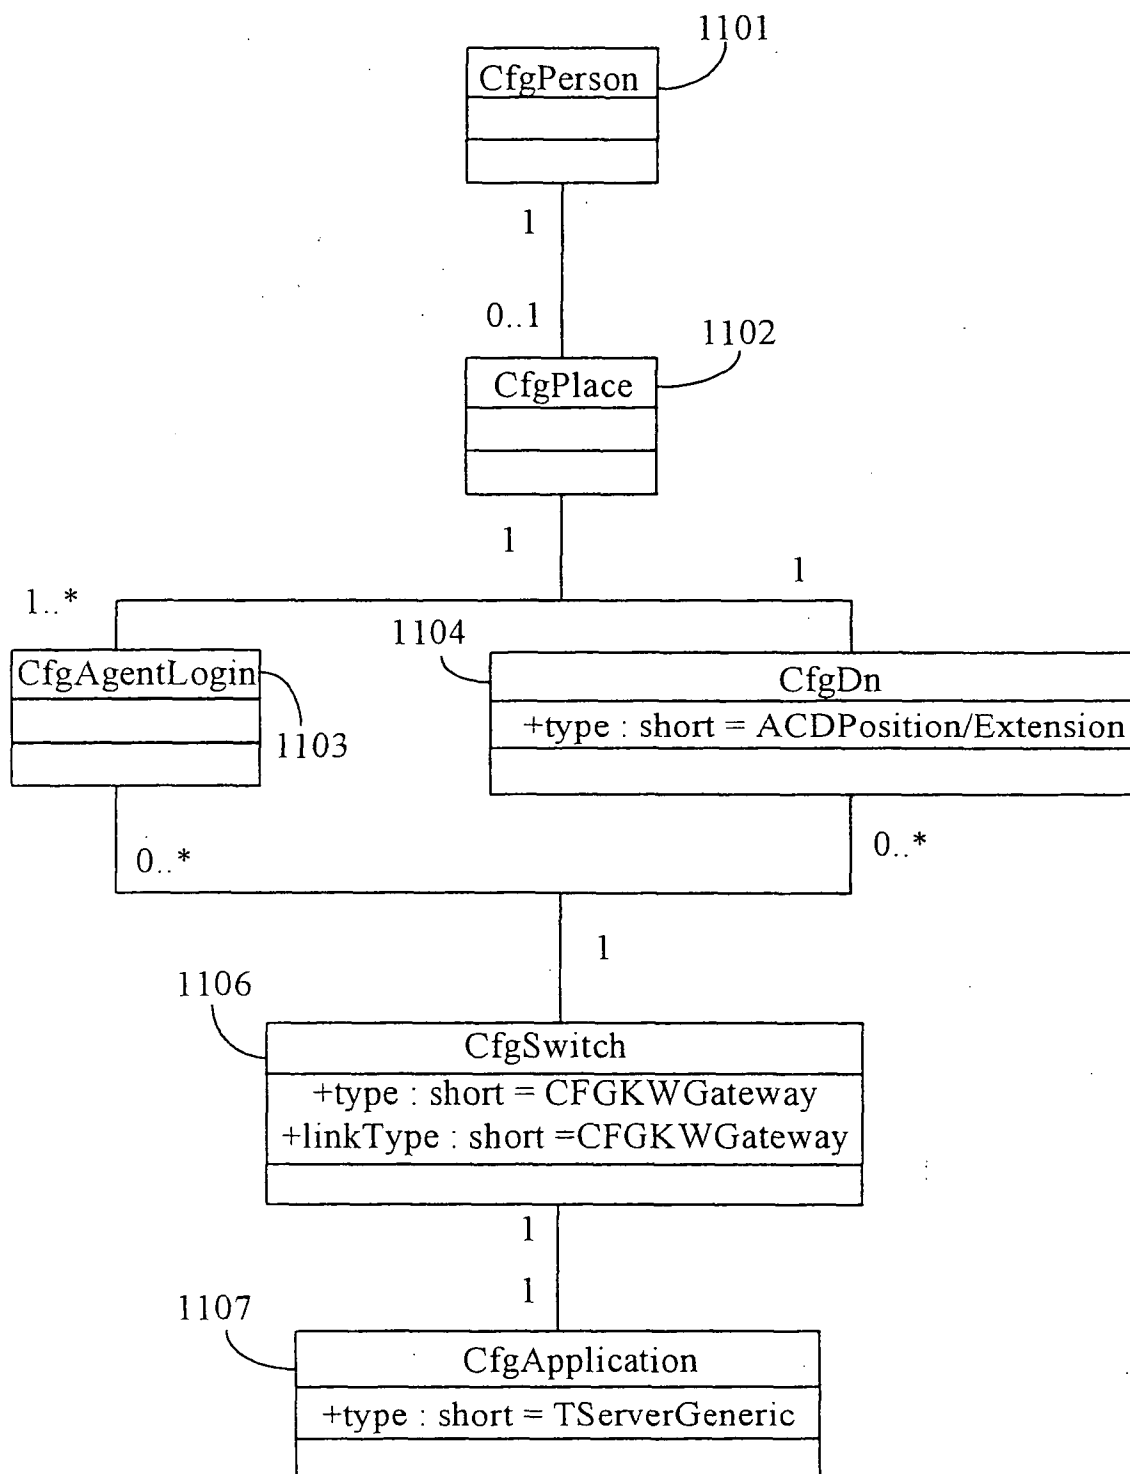 1101
CfgPerson
1
0..1
1102
CfgPlace
1
1
1..*
1104
CfgAgentLogin
1103
CfgDn
+type : short = ACDPosition/Extension
0..*
0..*
1
1106
CfgSwitch
+type : short = CFGKWGateway
+linkType : short =CFGKWGateway
1
1
1107
CfgApplication
+type : short = TServerGeneric